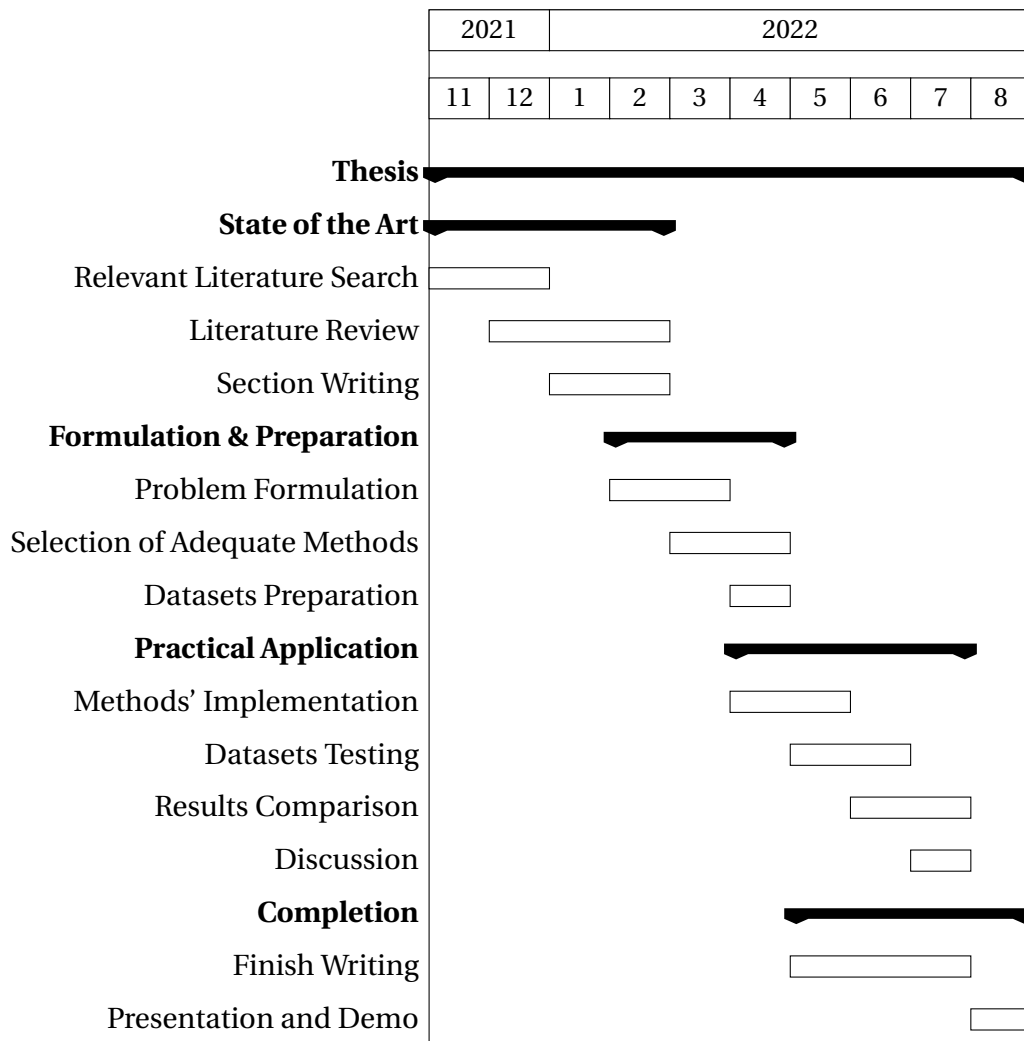 2021 2022
11 12 1 2 3 4 5 6 7 8
Thesis
State of the Art
Relevant Literature Search
Literature Review
Section Writing
Formulation & Preparation
Problem Formulation
Selection of Adequate Methods
Datasets Preparation
Practical Application
Methods’ Implementation
Datasets Testing
Results Comparison
Discussion
Completion
Finish Writing
Presentation and Demo